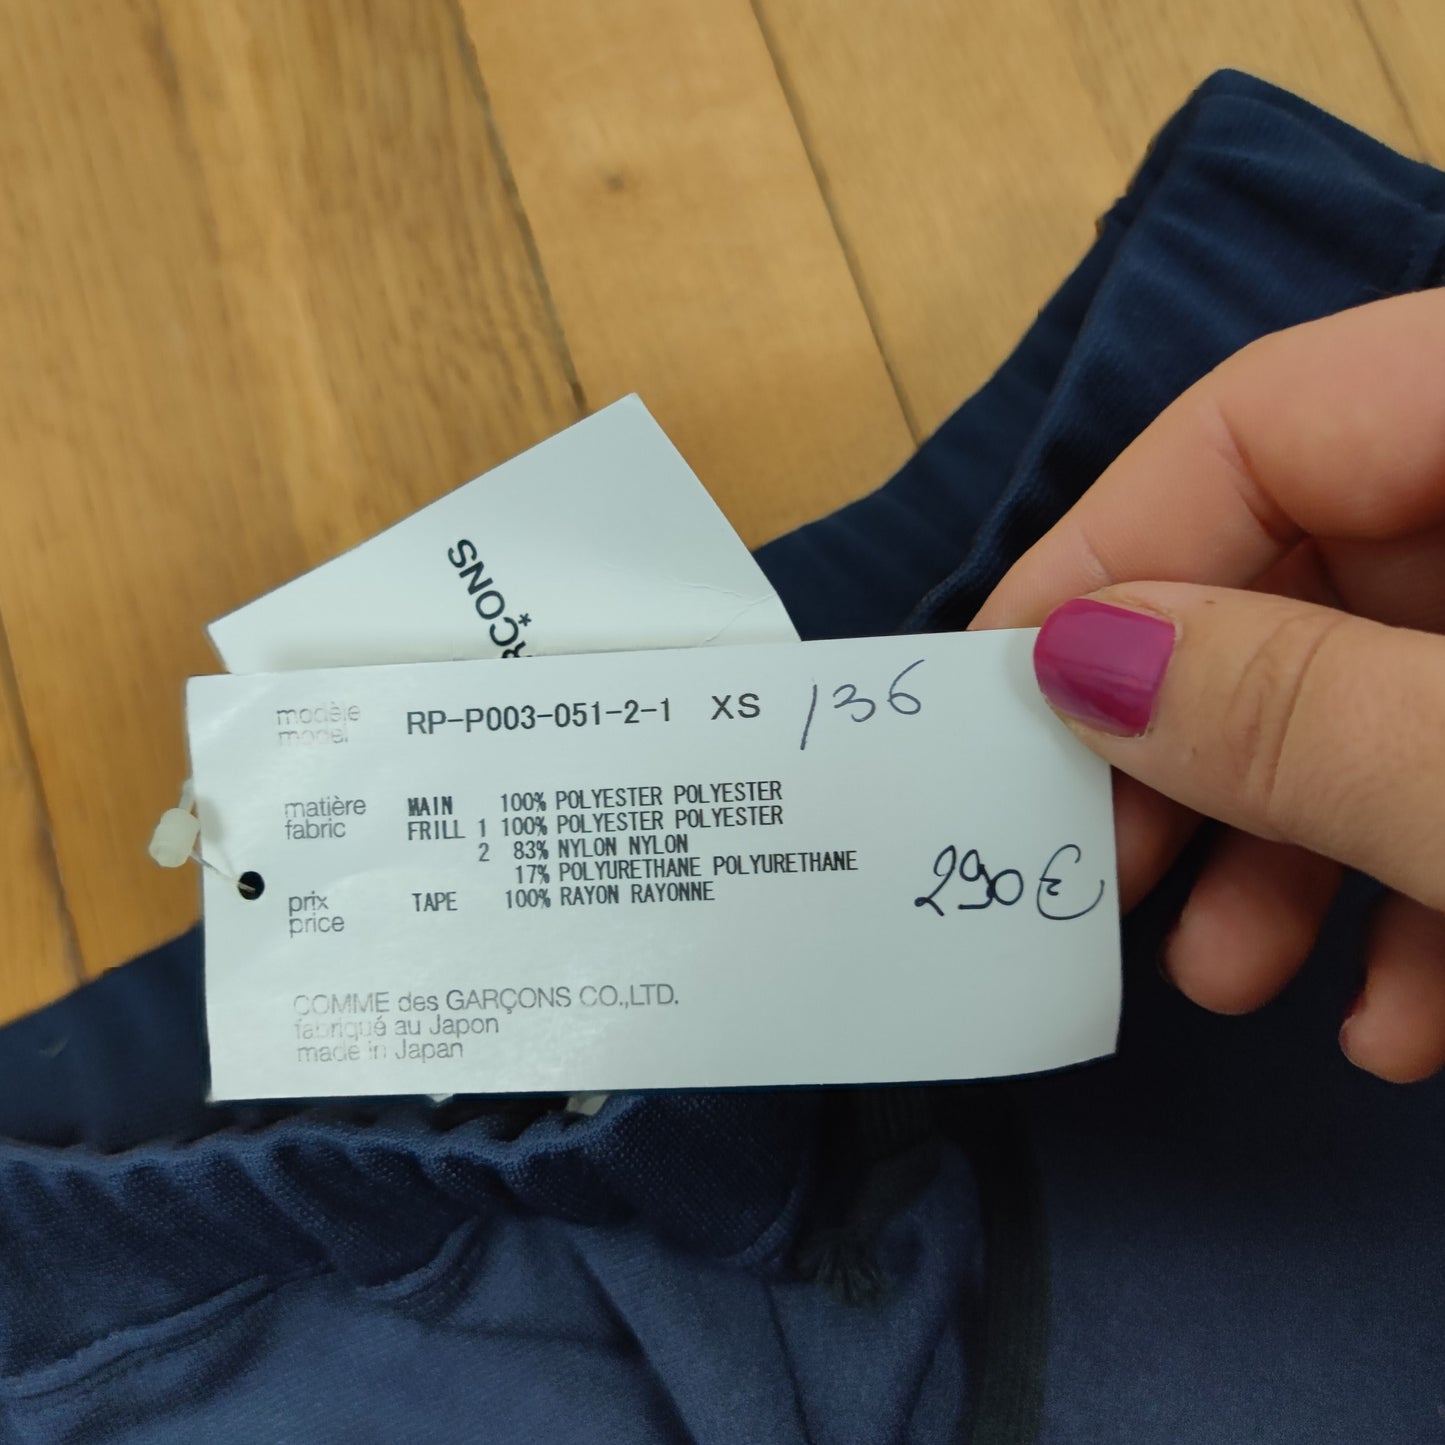 RÇONS
*
modèle RP-P003-051-2-1 XS /36
model
matière MAIN 100% POLYESTER POLYESTER
fabric FRILL 1 100% POLYESTER POLYESTER
2 83% NYLON NYLON
17% POLYURETHANE POLYURETHANE
prix TAPE 100% RAYON RAYONNE
price
290€
COMME des GARÇONS CO.,LTD.
fabriqué au Japon
made in Japan